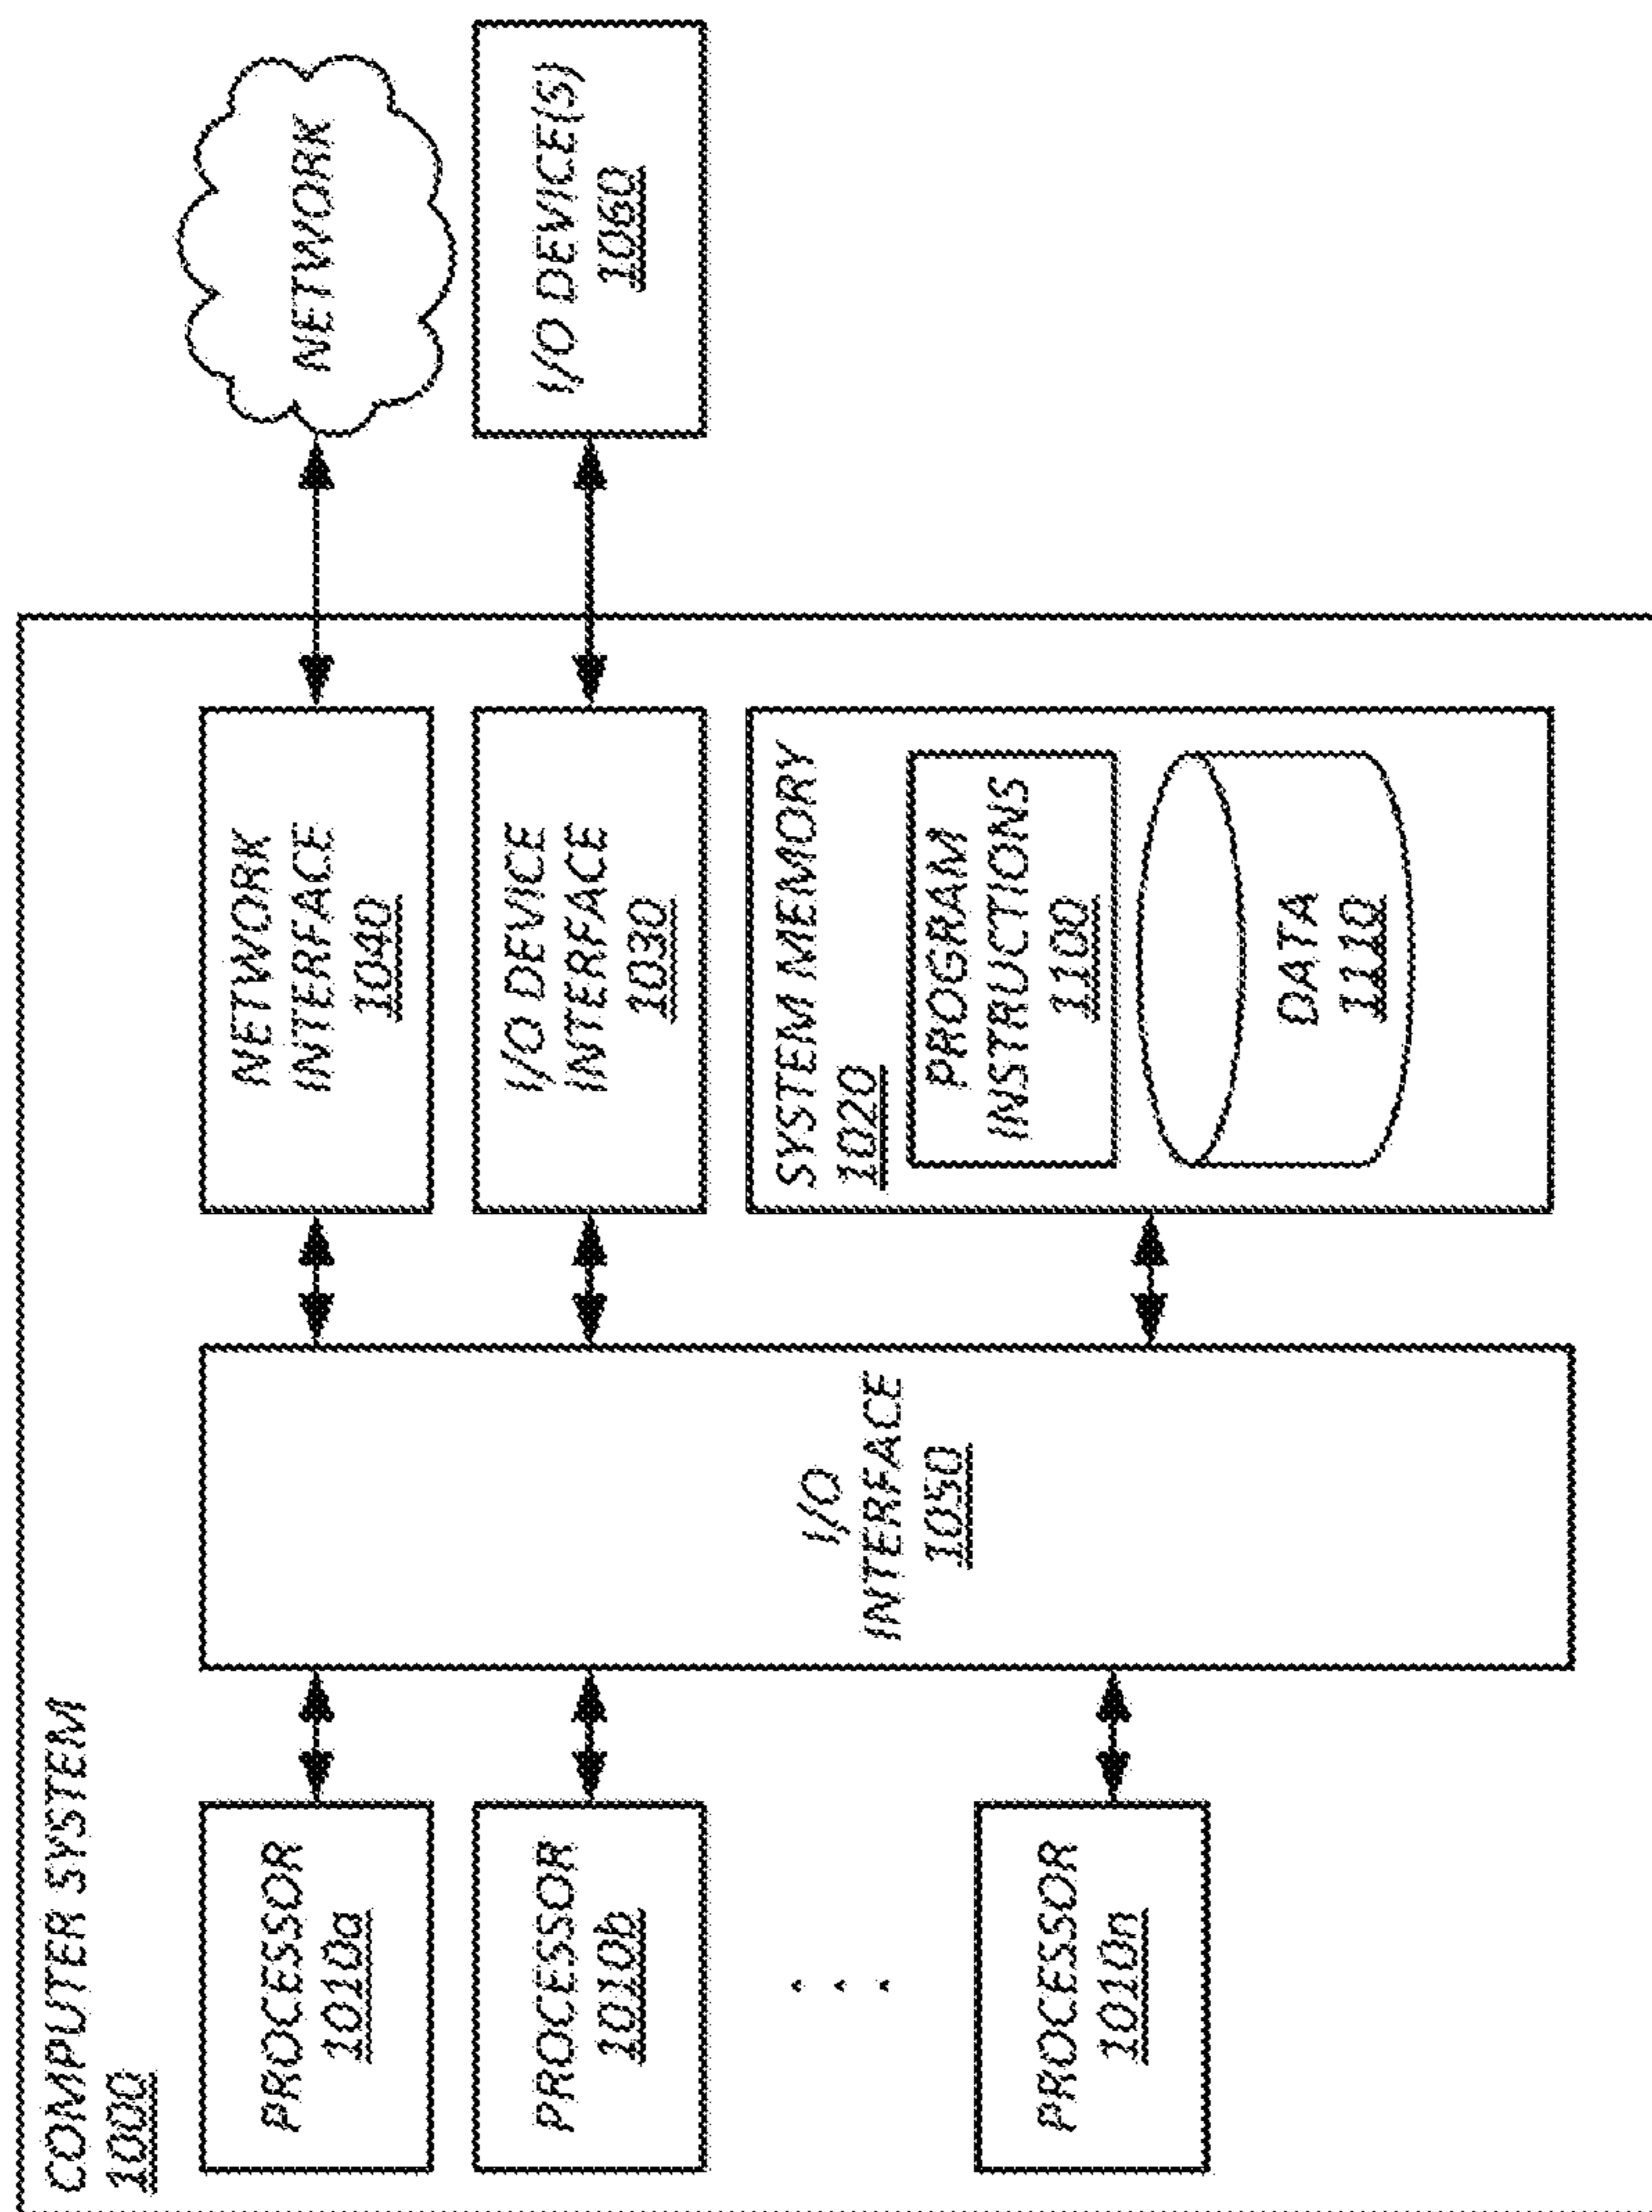 COMPUTER SYSTEM
1000
PROCESSOR
1010a
PROCESSOR
1010b
. . .
PROCESSOR
1010n
I/O
INTERFACE
1050
NETWORK
INTERFACE
1040
I/O DEVICE
INTERFACE
1030
SYSTEM MEMORY
1020
PROGRAM
INSTRUCTIONS
1100
DATA
1110
NETWORK
I/O DEVICE(S)
1060